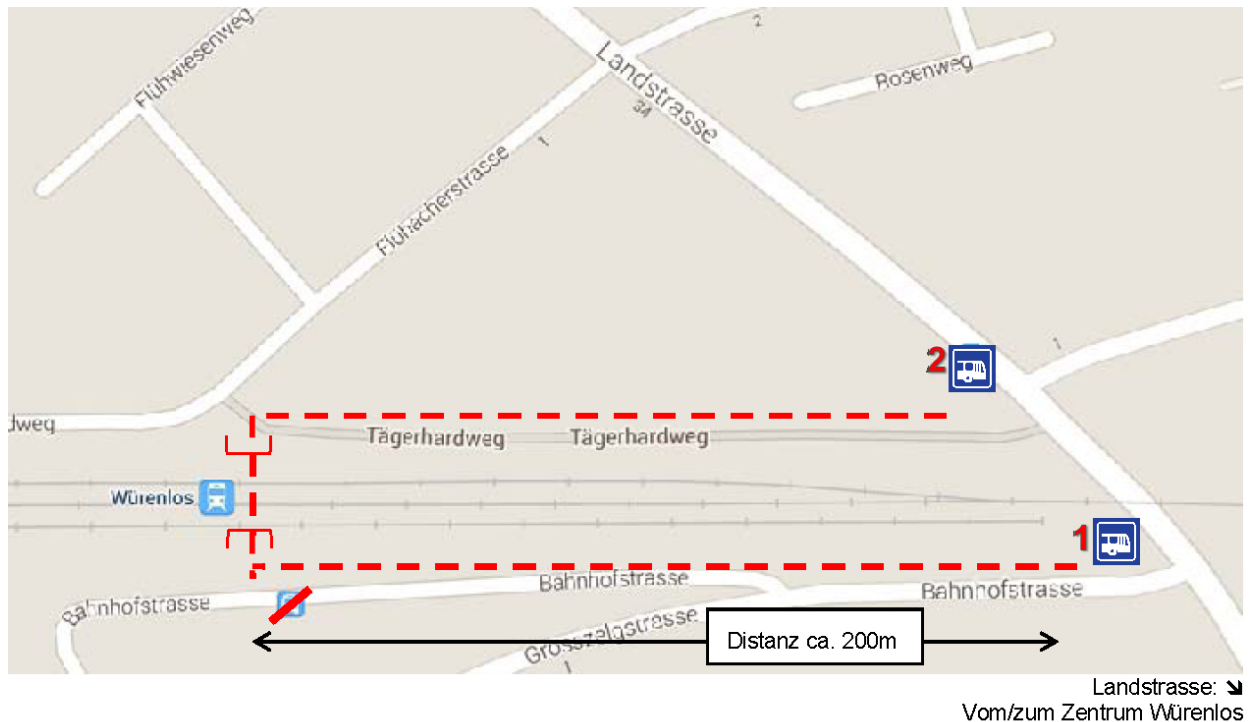 Flühwiesenweg
2
Landstrasse
34
Rosenweg
1
Flühacherstrasse
1
2
dweg
Tägerhardweg Tägerhardweg
Würenlos
1
Bahnhofstrasse
Bahnhofstrasse
Bahnhofstrasse
Grosszelgstrasse
1
Distanz ca. 200m
Landstrasse: ⬊
Vom/zum Zentrum Würenlos